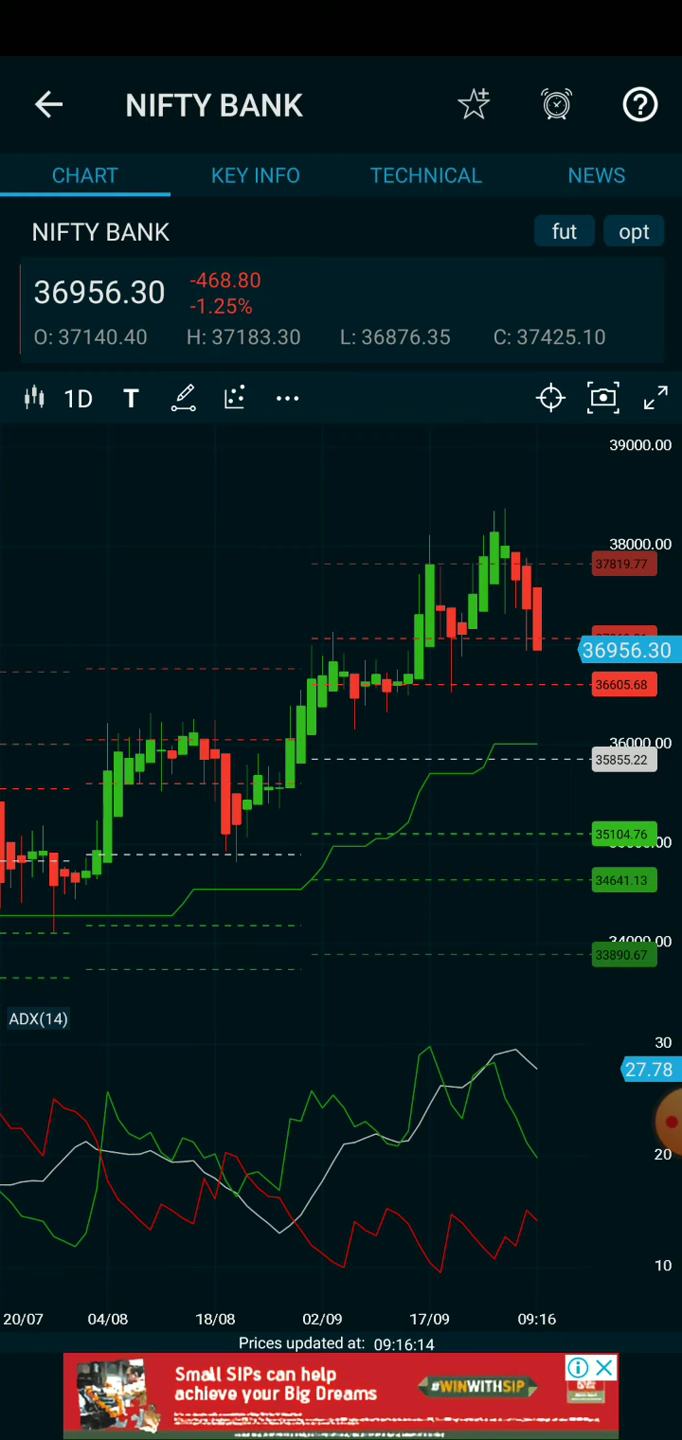 NIFTY BANK
CHART KEY INFO TECHNICAL NEWS
NIFTY BANK fut opt
36956.30 -468.80
-1.25%
O: 37140.40 H: 37183.30 L: 36876.35 C: 37425.10
1D T
39000.00
38000.00
37819.77
36956.30
36605.68
36000.00
35855.22
35104.76
34641.13
34000.00
33890.67
ADX(14)
30
27.78
20
10
20/07 04/08 18/08 02/09 17/09 09:16
Prices updated at: 09:16:14
Small SIPs can help
achieve your Big Dreams
#WINWITHSIP